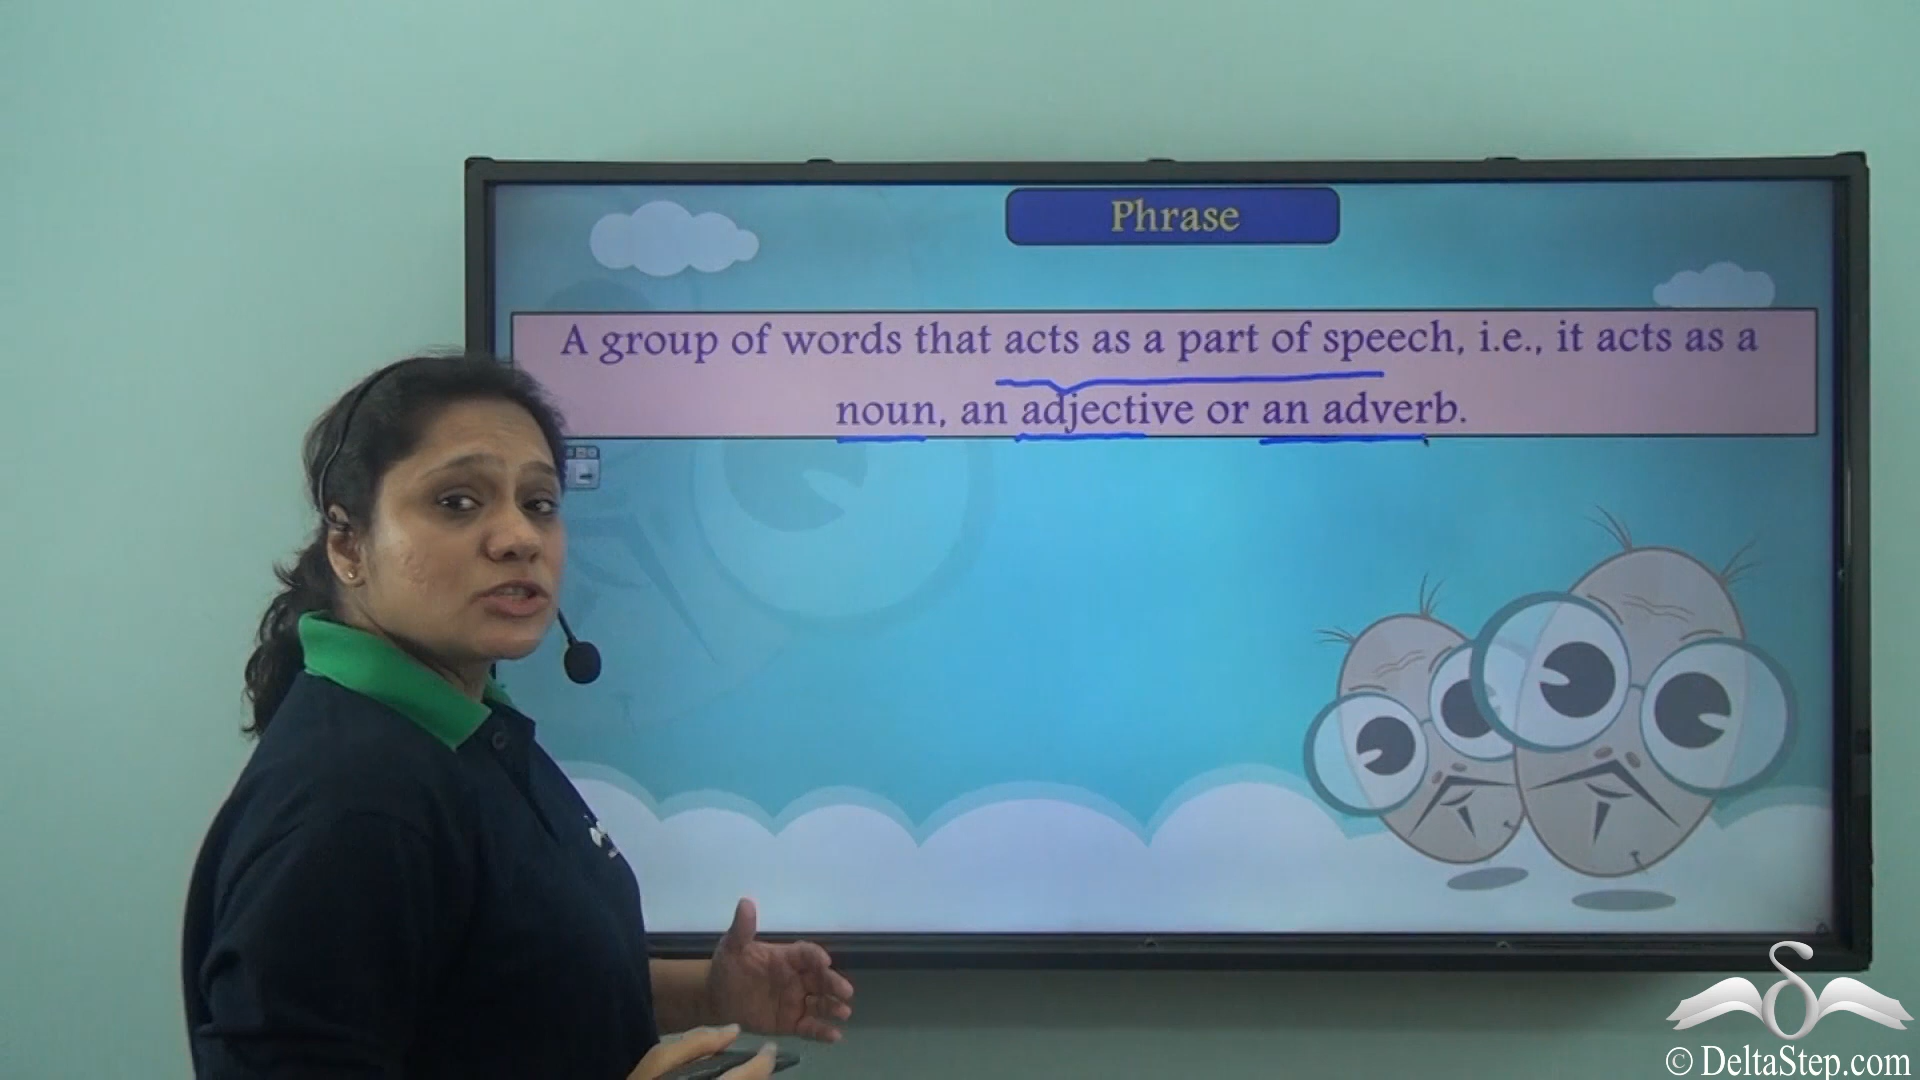 Phrase
A group of words that acts as a part of speech, i.e., it acts as a
noun, an adjective or an adverb.
© DeltaStep.com